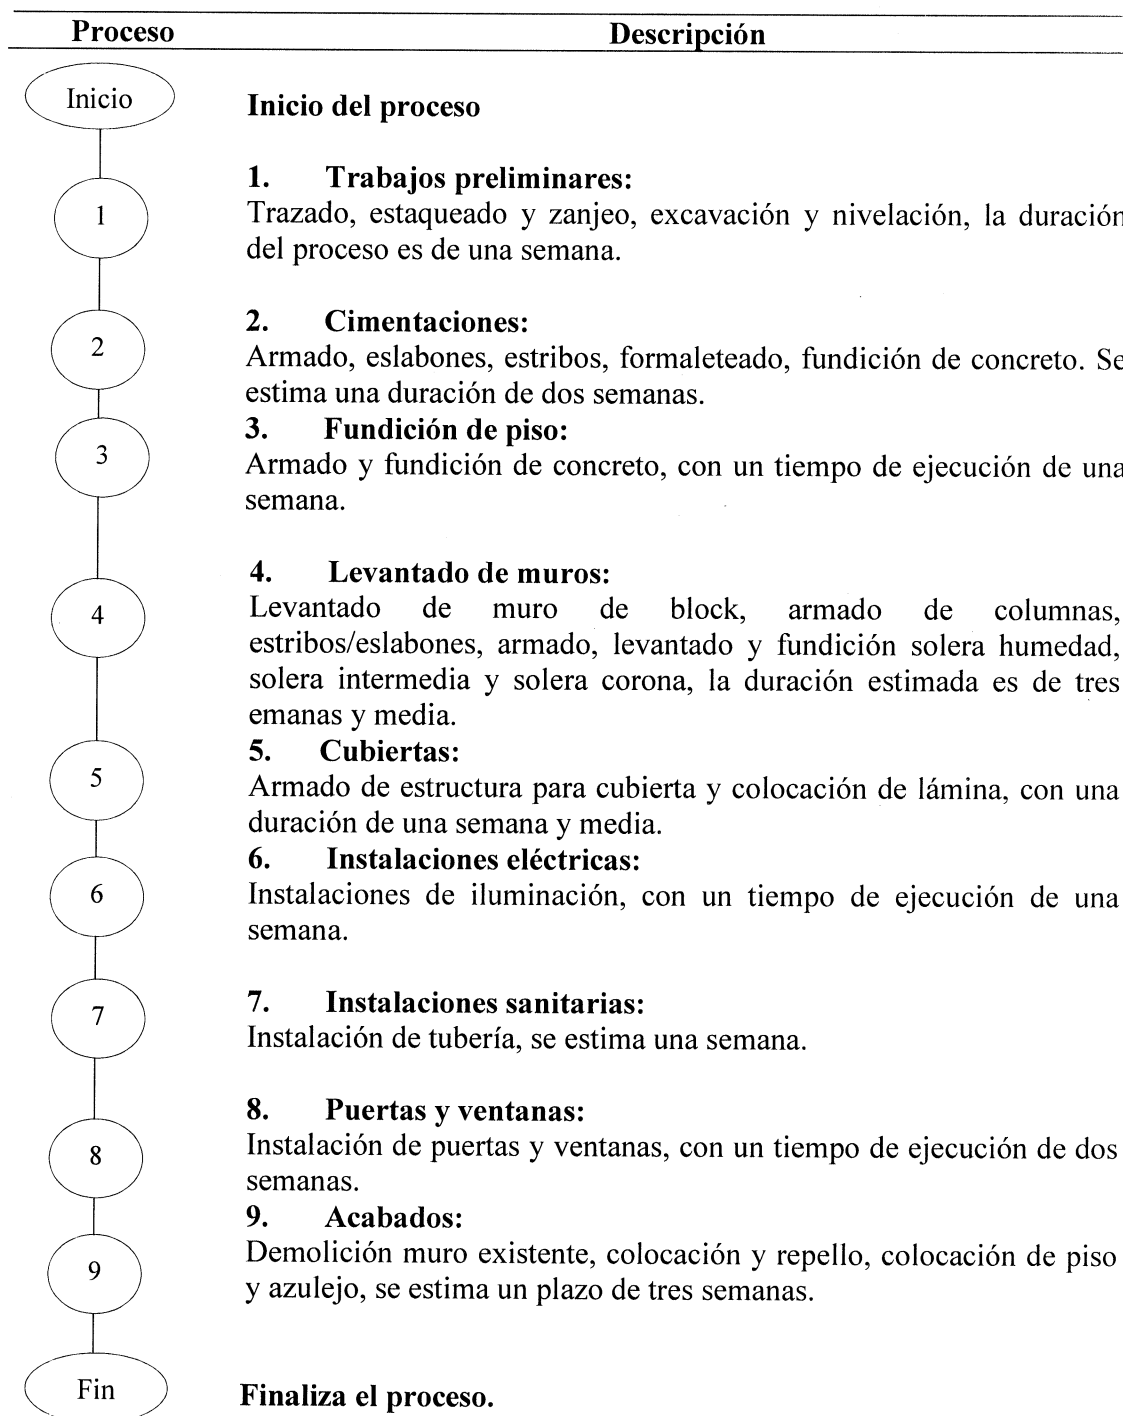 Proceso Descripción
Inicio Inicio del proceso
1. Trabajos preliminares:
1 Trazado, estaqueado y zanjeo, excavación y nivelación, la duración
del proceso es de una semana.
2. Cimentaciones:
2 Armado, eslabones, estribos, formaleteado, fundición de concreto. Se
estima una duración de dos semanas.
3. Fundición de piso:
3 Armado y fundición de concreto, con un tiempo de ejecución de una
semana.
4. Levantado de muros:
4 Levantado de muro de block, armado de columnas,
estribos/eslabones, armado, levantado y fundición solera humedad,
solera intermedia y solera corona, la duración estimada es de tres
emanas y media.
5. Cubiertas:
5 Armado de estructura para cubierta y colocación de lámina, con una
duración de una semana y media.
6. Instalaciones eléctricas:
6 Instalaciones de iluminación, con un tiempo de ejecución de una
semana.
7. Instalaciones sanitarias:
7 Instalación de tubería, se estima una semana.
8. Puertas y ventanas:
8 Instalación de puertas y ventanas, con un tiempo de ejecución de dos
semanas.
9. Acabados:
9 Demolición muro existente, colocación y repello, colocación de piso
y azulejo, se estima un plazo de tres semanas.
Fin Finaliza el proceso.